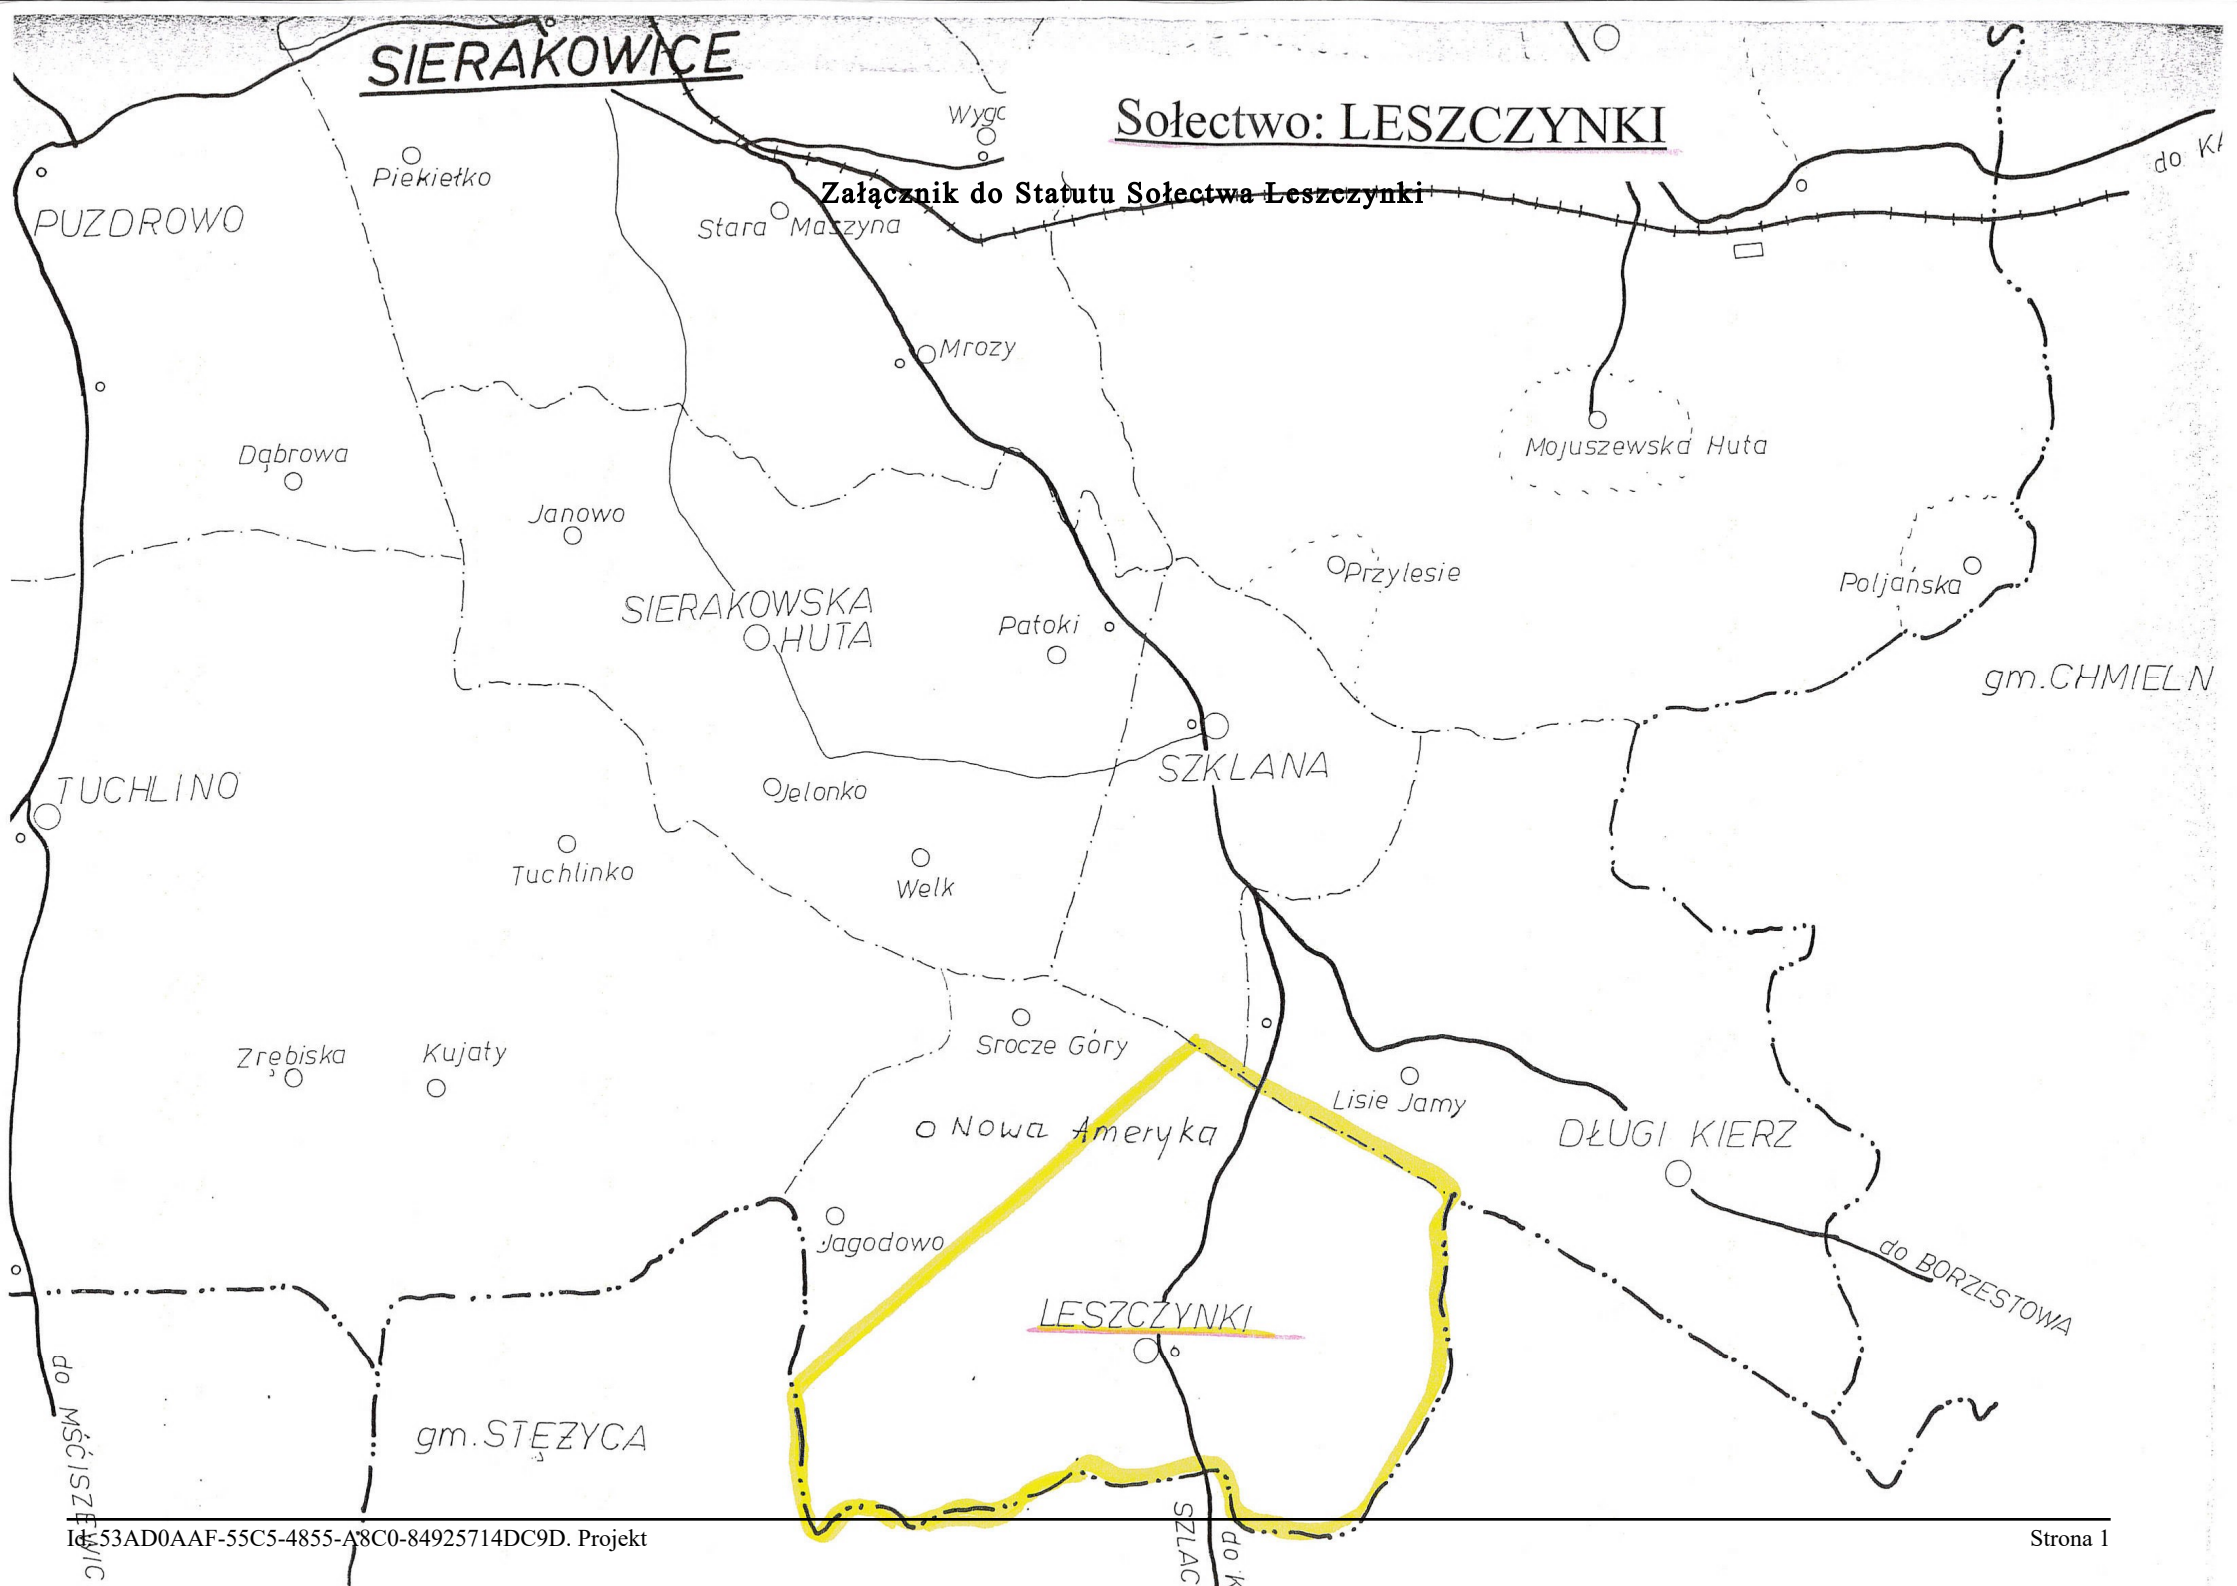 SIERAKOWICE
Sołectwo: LESZCZYNKI
Załącznik do Statutu Sołectwa Leszczynki
Piekiełko
PUZDROWO
Stara Maszyna
Mrozy
Mojuszewska Huta
Dąbrowa
Janowo
Przylesie
Poljańska
SIERAKOWSKA
HUTA
Patoki
gm. CHMIELN
SZKLANA
TUCHLINO
Jelonko
Tuchlinko
Welk
Srocze Góry
Zrębiska
Kujaty
Lisie Jamy
Nowa Ameryka
DŁUGI KIERZ
Jagodowo
do BORZESTOWA
LESZCZYNKI
do MŚCISZEWIC
gm. STĘŻYCA
SZLAC
do K
Id: 53AD0AAF-55C5-4855-A8C0-84925714DC9D. Projekt
Strona 1